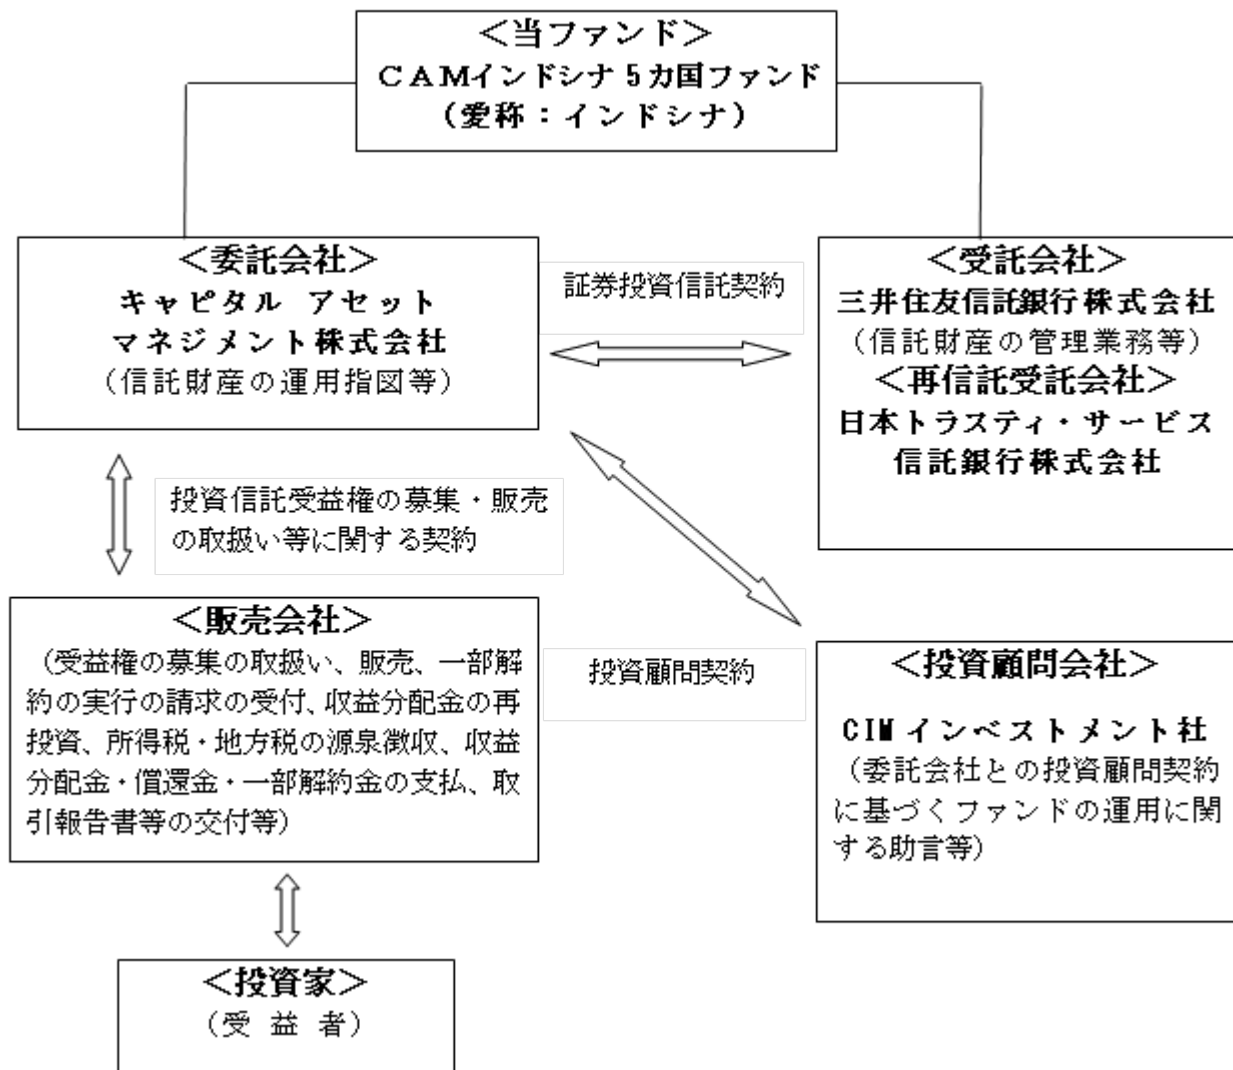 ＜当ファンド＞
ＣＡＭインドシナ５カ国ファンド
（愛称：インドシナ）
＜委託会社＞
キャピタル アセット
マネジメント株式会社
（信託財産の運用指図等）
証券投資信託契約
＜受託会社＞
三井住友信託銀行株式会社
（信託財産の管理業務等）
＜再信託受託会社＞
日本トラスティ・サービス
信託銀行株式会社
投資信託受益権の募集・販売
の取扱い等に関する契約
＜販売会社＞
（受益権の募集の取扱い、販売、一部解
約の実行の請求の受付、収益分配金の再
投資、所得税・地方税の源泉徴収、収益
分配金・償還金・一部解約金の支払、取
引報告書等の交付等）
投資顧問契約
＜投資顧問会社＞
CIMインベストメント社
（委託会社との投資顧問契約
に基づくファンドの運用に関
する助言等）
＜投資家＞
（受 益 者）